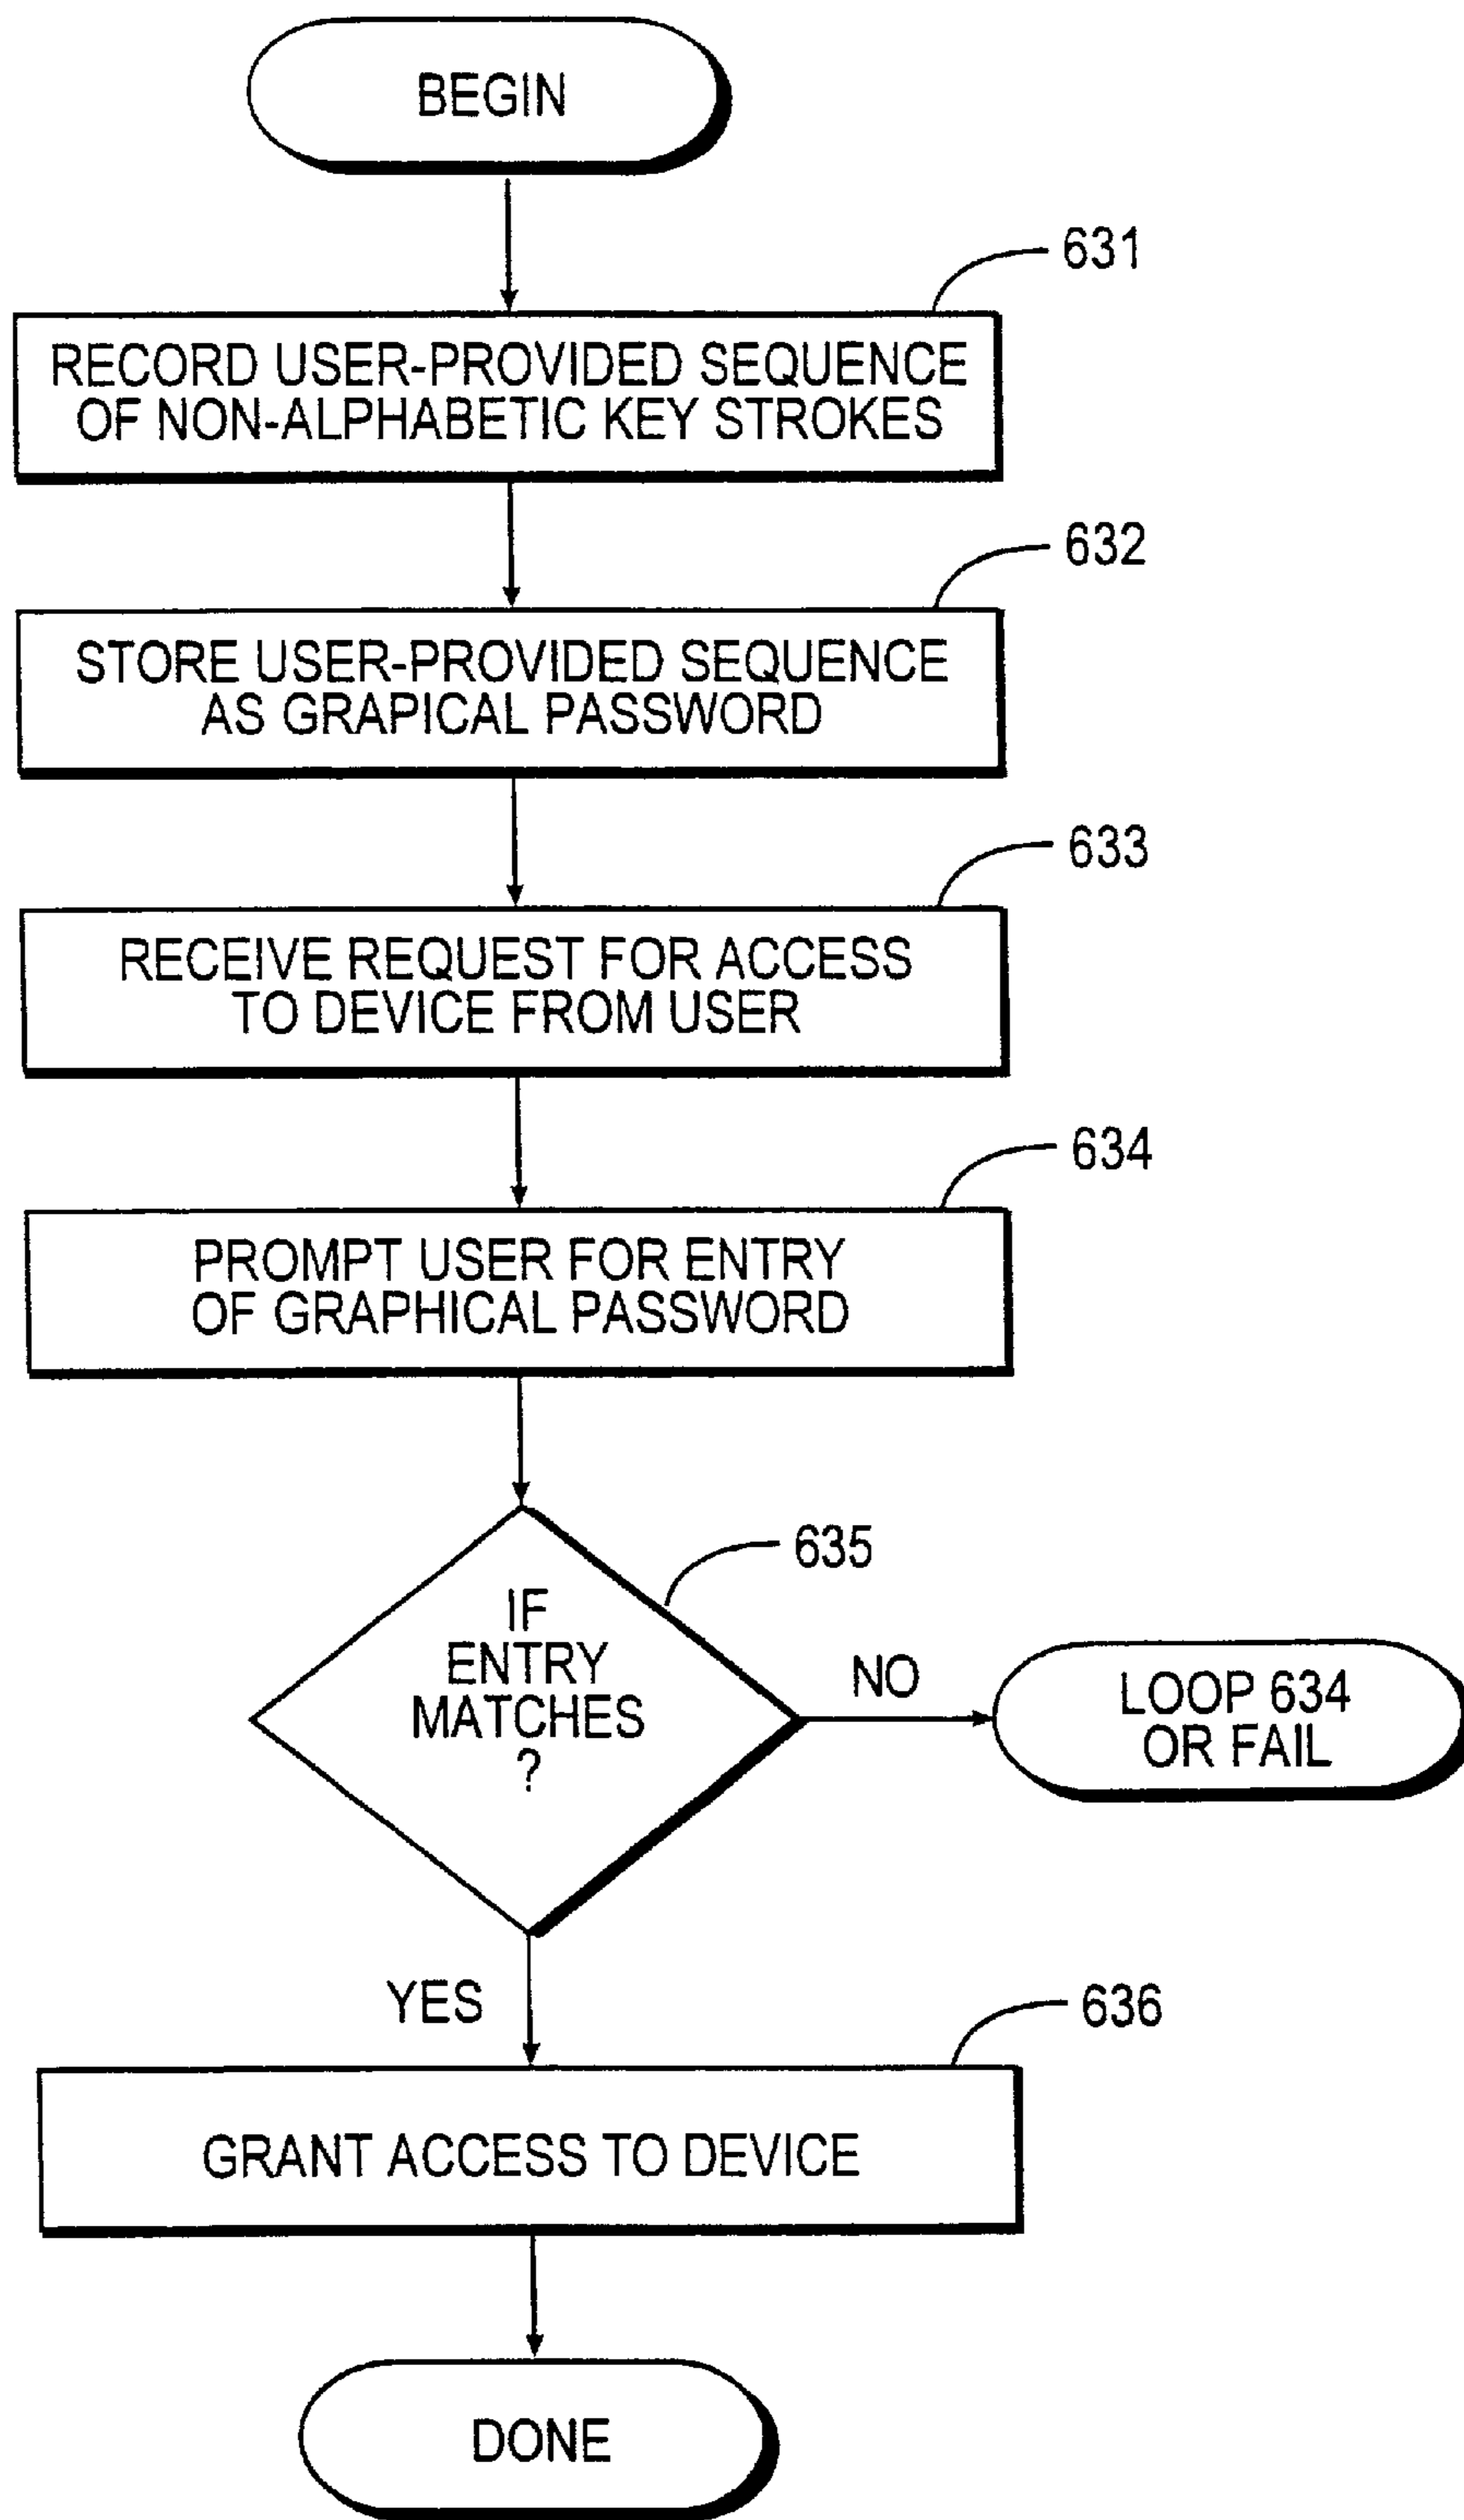 BEGIN
631
RECORD USER-PROVIDED SEQUENCE
OF NON-ALPHABETIC KEY STROKES
632
STORE USER-PROVIDED SEQUENCE
AS GRAPICAL PASSWORD
633
RECEIVE REQUEST FOR ACCESS
TO DEVICE FROM USER
634
PROMPT USER FOR ENTRY
OF GRAPHICAL PASSWORD
635
IF
ENTRY
MATCHES
?
NO
LOOP 634
OR FAIL
YES
636
GRANT ACCESS TO DEVICE
DONE